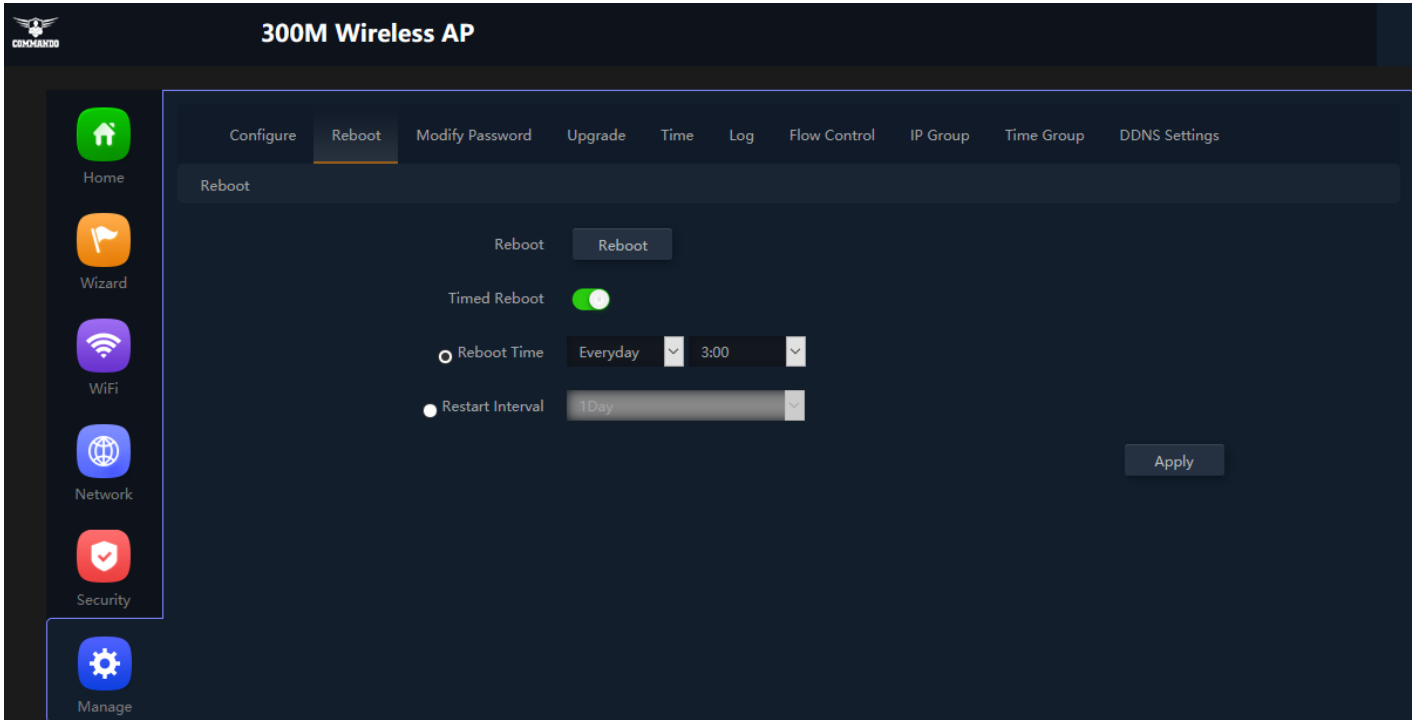 COMMANDO
300M Wireless AP
Configure Reboot Modify Password Upgrade Time Log Flow Control IP Group Time Group DDNS Settings
Home
Reboot
Reboot Reboot
Wizard
Timed Reboot
Reboot Time Everyday 3:00
WiFi
Restart Interval 1Day
Apply
Network
Security
Manage